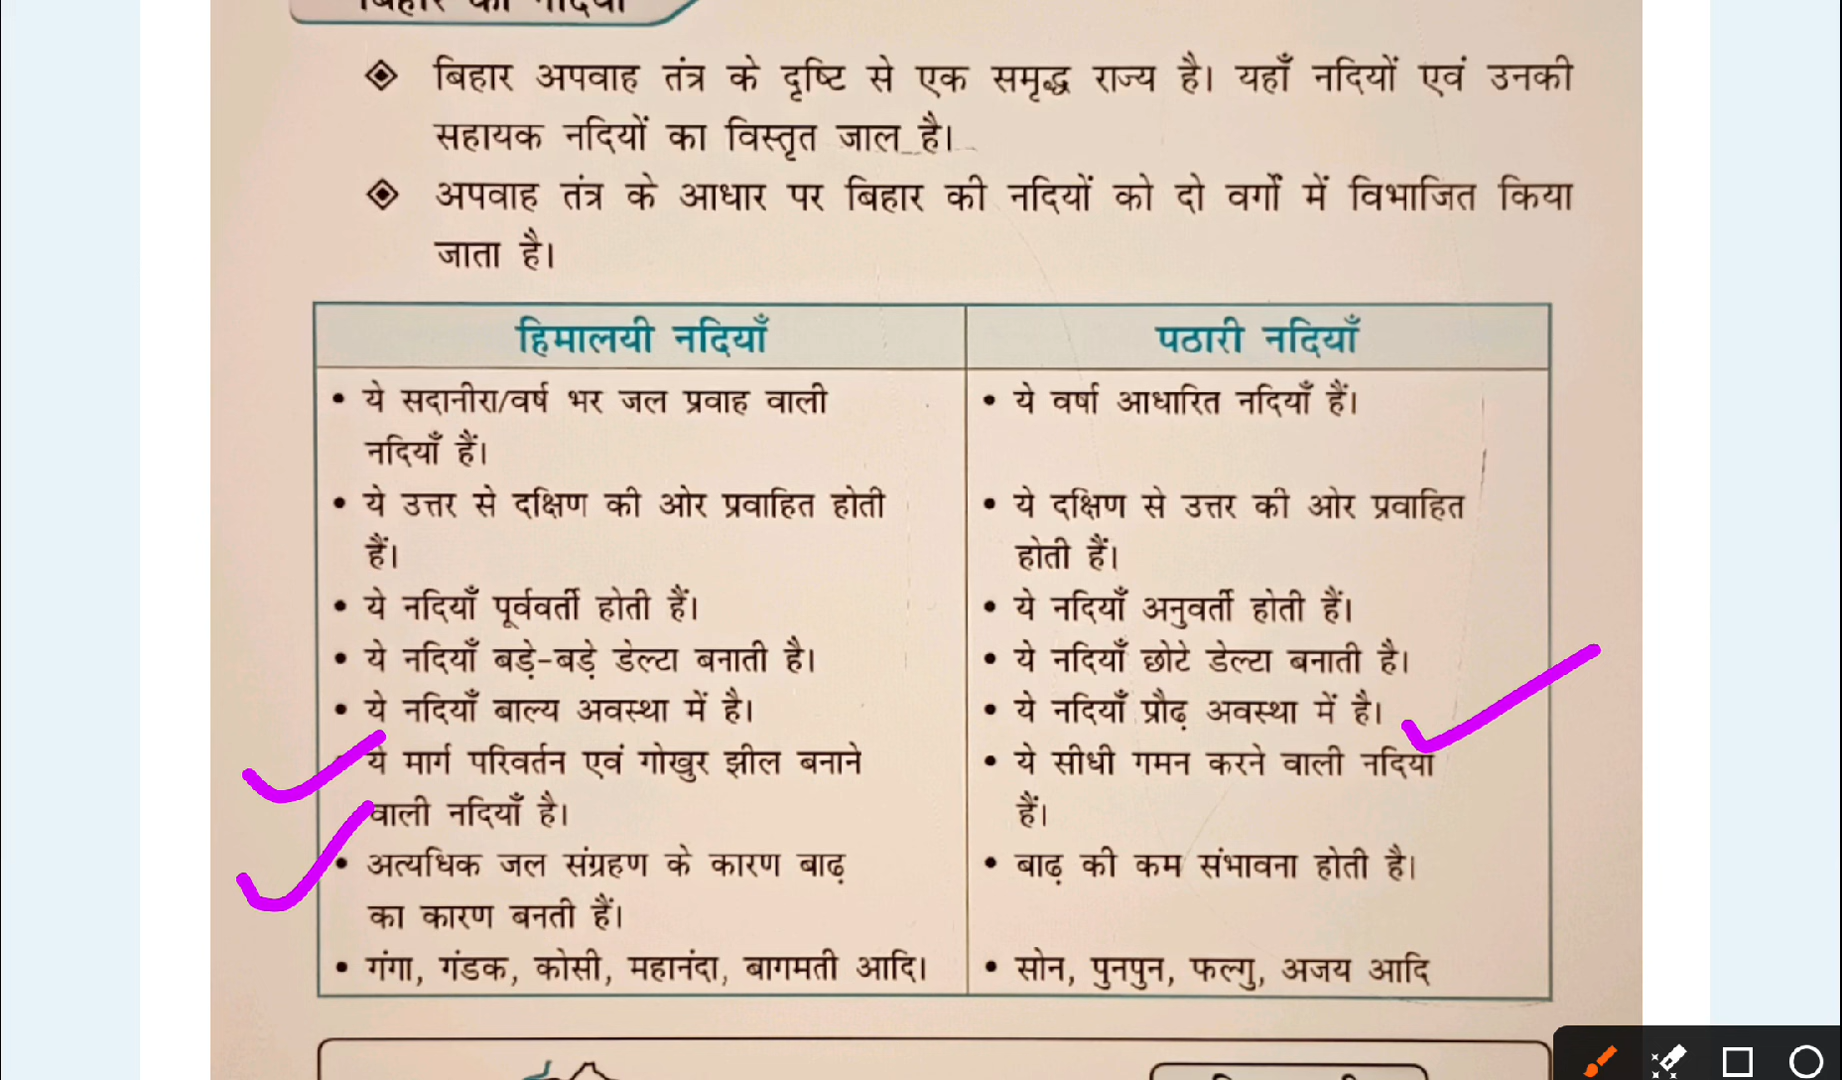 बिहार की नदियाँ
बिहार अपवाह तंत्र के दृष्टि से एक समृद्ध राज्य है। यहाँ नदियों एवं उनकी
सहायक नदियों का विस्तृत जाल है।
अपवाह तंत्र के आधार पर बिहार की नदियों को दो वर्गों में विभाजित किया
जाता है।
हिमालयी नदियाँ
• ये सदानीरा/वर्ष भर जल प्रवाह वाली
नदियाँ हैं।
• ये उत्तर से दक्षिण की ओर प्रवाहित होती
हैं।
• ये नदियाँ पूर्ववर्ती होती हैं।
• ये नदियाँ बड़े-बड़े डेल्टा बनाती है।
• ये नदियाँ बाल्य अवस्था में है।
ये मार्ग परिवर्तन एवं गोखुर झील बनाने
वाली नदियाँ है।
• अत्यधिक जल संग्रहण के कारण बाढ़
का कारण बनती हैं।
• गंगा, गंडक, कोसी, महानंदा, बागमती आदि।
पठारी नदियाँ
• ये वर्षा आधारित नदियाँ हैं।
• ये दक्षिण से उत्तर की ओर प्रवाहित
होती हैं।
• ये नदियाँ अनुवर्ती होती हैं।
• ये नदियाँ छोटे डेल्टा बनाती है।
• ये नदियाँ प्रौढ़ अवस्था में है।
• ये सीधी गमन करने वाली नदियाँ
हैं।
• बाढ़ की कम संभावना होती है।
• सोन, पुनपुन, फल्गु, अजय आदि